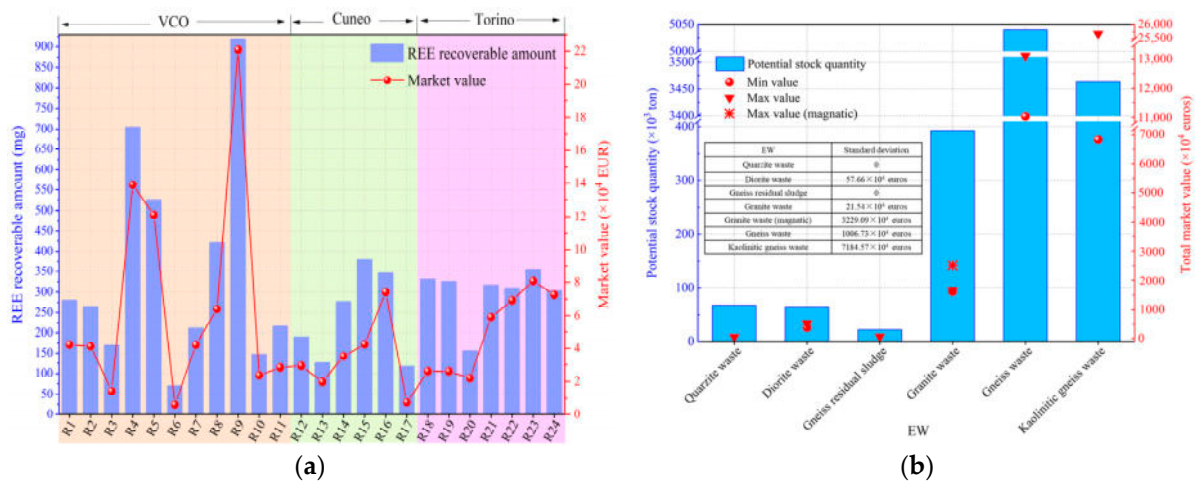 VCO
Cuneo
Torino
REE recoverable amount
Market value
REE recoverable amount (mg)
900
850
800
750
700
650
600
550
500
450
400
350
300
250
200
150
100
50
0
22
20
18
16
14
12
10
8
6
4
2
0
Market value (×10⁴ EUR)
R1 R2 R3 R4 R5 R6 R7 R8 R9 R10 R11 R12 R13 R14 R15 R16 R17 R18 R19 R20 R21 R22 R23 R24
(a)
Potential stock quantity
Min value
Max value
Max value (magnatic)
Potential stock quantity (×10³ ton)
5050
5000
3500
3450
3400
400
300
200
100
0
26,000
25,500
13,000
12,000
11,000
7000
6000
5000
4000
3000
2000
1000
0
Total market value (×10⁴ euros)
EW Standard deviation
Quarzite waste 0
Diorite waste 57.66×10⁴ euros
Gneiss residual sludge 0
Granite waste 21.54×10⁴ euros
Granite waste (magnetic) 3229.09×10⁴ euros
Gneiss waste 1006.73×10⁴ euros
Kaolinitic gneiss waste 7184.57×10⁴ euros
Quarzite waste
Diorite waste
Gneiss residual sludge
Granite waste
Gneiss waste
Kaolinitic gneiss waste
EW
(b)